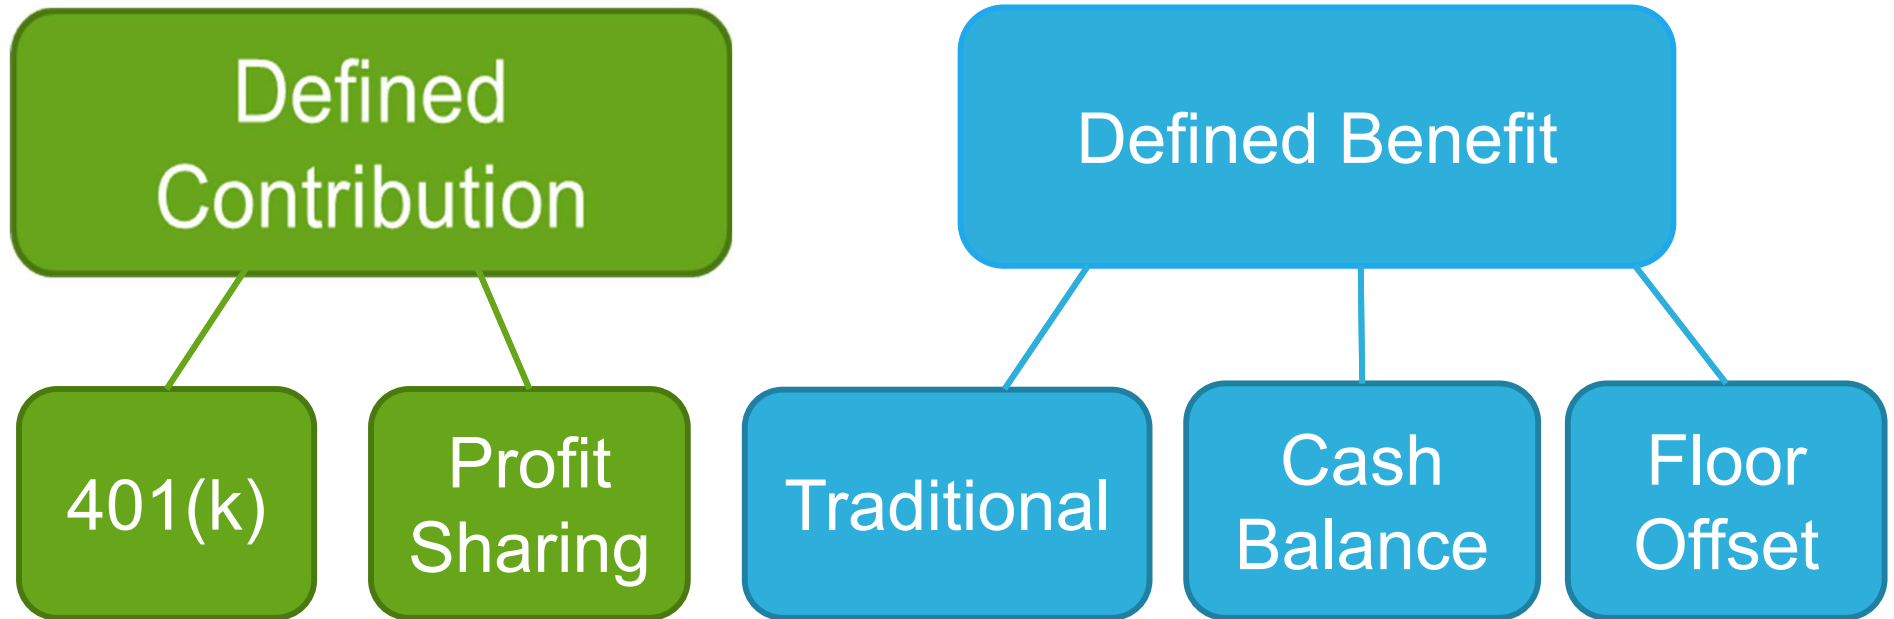 Defined
Contribution
Defined Benefit
401(k)
Profit
Sharing
Traditional
Cash
Balance
Floor
Offset